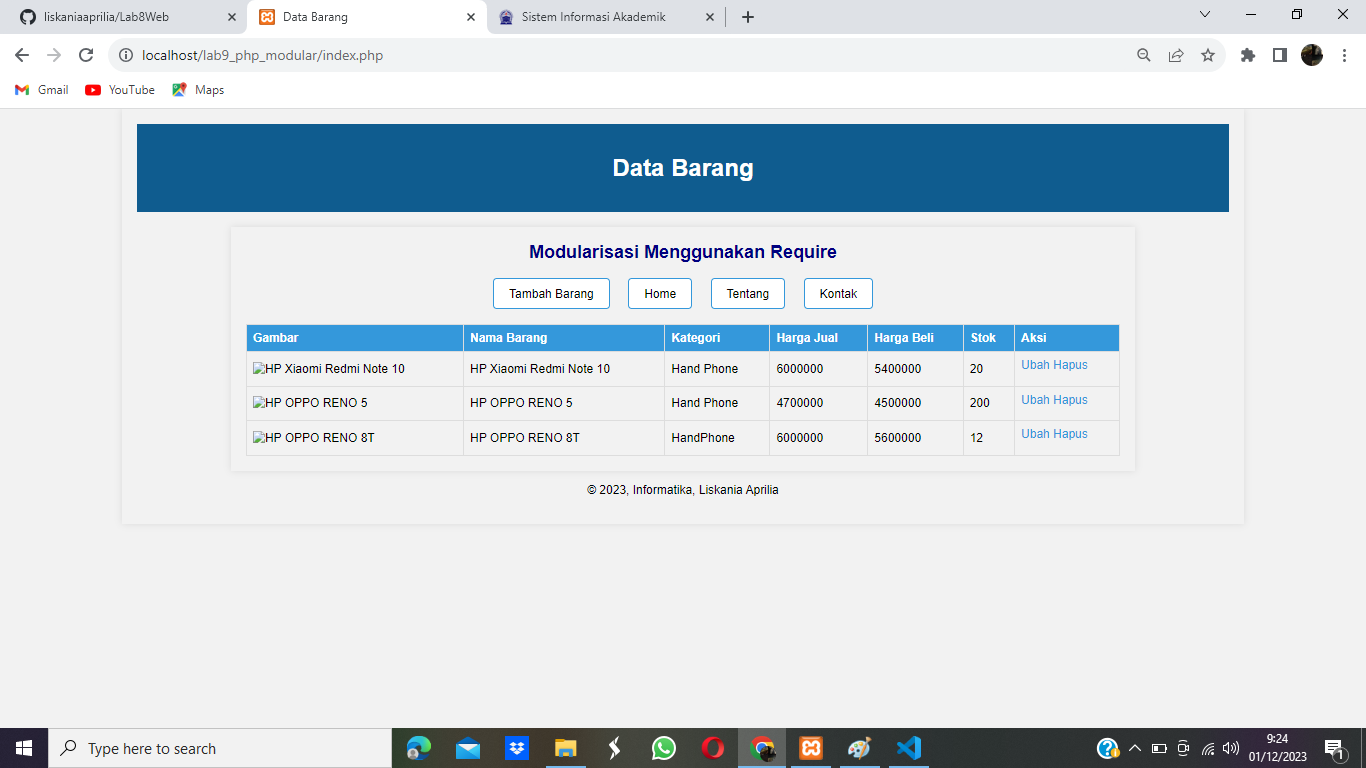 liskaniaaprilia/Lab8Web
Data Barang
Sistem Informasi Akademik
localhost/lab9_php_modular/index.php
Gmail YouTube Maps
Data Barang
Modularisasi Menggunakan Require
Tambah Barang Home Tentang Kontak
Gambar Nama Barang Kategori Harga Jual Harga Beli Stok Aksi
HP Xiaomi Redmi Note 10 HP Xiaomi Redmi Note 10 Hand Phone 6000000 5400000 20 Ubah Hapus
HP OPPO RENO 5 HP OPPO RENO 5 Hand Phone 4700000 4500000 200 Ubah Hapus
HP OPPO RENO 8T HP OPPO RENO 8T HandPhone 6000000 5600000 12 Ubah Hapus
© 2023, Informatika, Liskania Aprilia
Type here to search
9:24
01/12/2023
1